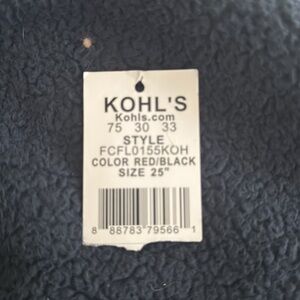 KOHL'S
Kohls.com
75 30 33
STYLE
FCFL0155KOH
COLOR RED/BLACK
SIZE 25"
8 88783 79566 1